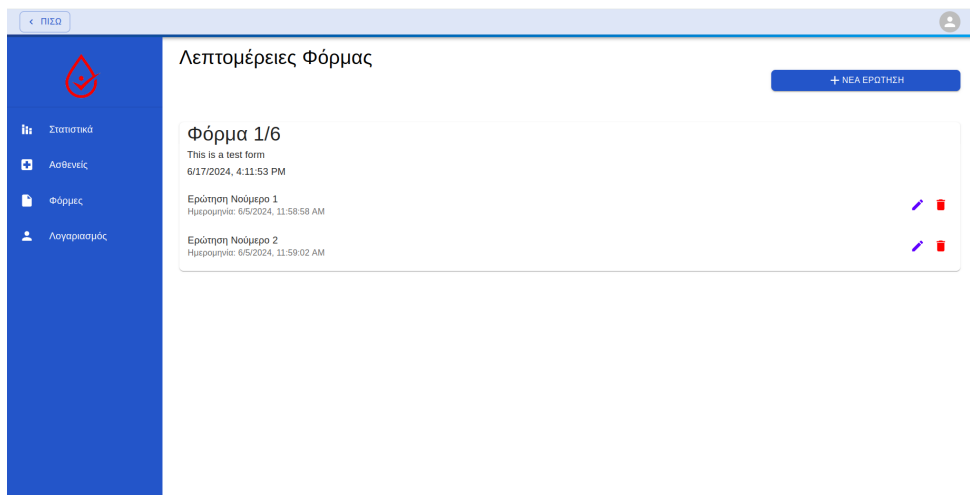 ΠΙΣΩ
Λεπτομέρειες Φόρμας
ΝΕΑ ΕΡΩΤΗΣΗ
Στατιστικά
Ασθενείς
Φόρμες
Λογαριασμός
Φόρμα 1/6
This is a test form
6/17/2024, 4:11:53 PM
Ερώτηση Νούμερο 1
Ημερομηνία: 6/5/2024, 11:58:58 AM
Ερώτηση Νούμερο 2
Ημερομηνία: 6/5/2024, 11:59:02 AM